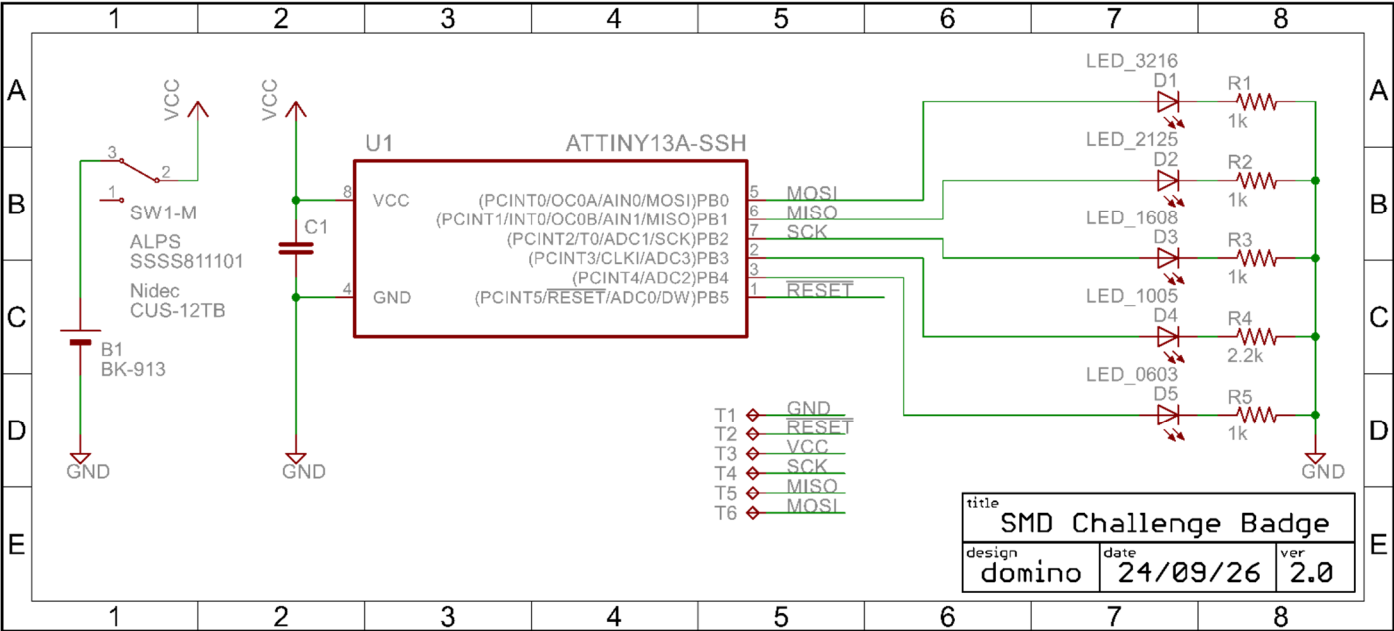 1 2 3 4 5 6 7 8
A
B
C
D
E
VCC
3
2
1
SW1-M
ALPS
SSSS811101
Nidec
CUS-12TB
B1
BK-913
GND
VCC
C1
GND
U1 ATTINY13A-SSH
8 VCC
4 GND
(PCINT0/OC0A/AIN0/MOSI)PB0 5 MOSI
(PCINT1/INT0/OC0B/AIN1/MISO)PB1 6 MISO
(PCINT2/T0/ADC1/SCK)PB2 7 SCK
(PCINT3/CLKI/ADC3)PB3 2
(PCINT4/ADC2)PB4 3
(PCINT5/RESET/ADC0/DW)PB5 1 RESET
T1 GND
T2 RESET
T3 VCC
T4 SCK
T5 MISO
T6 MOSI
LED_3216
D1 R1
1k
LED_2125
D2 R2
1k
LED_1608
D3 R3
1k
LED_1005
D4 R4
2.2k
LED_0603
D5 R5
1k
GND
A
B
C
D
E
title
SMD Challenge Badge
design date ver
domino 24/09/26 2.0
1 2 3 4 5 6 7 8